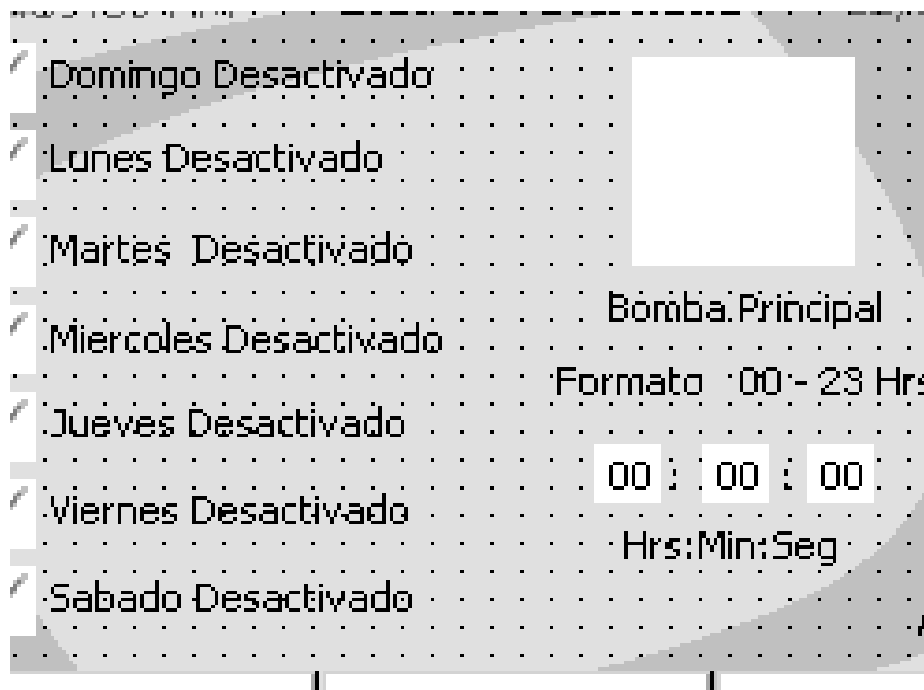 Domingo Desactivado
Lunes Desactivado
Martes Desactivado
Miercoles Desactivado
Jueves Desactivado
Viernes Desactivado
Sabado Desactivado
Bomba Principal
Formato 00 - 23 Hrs
00 : 00 : 00
Hrs:Min:Seg